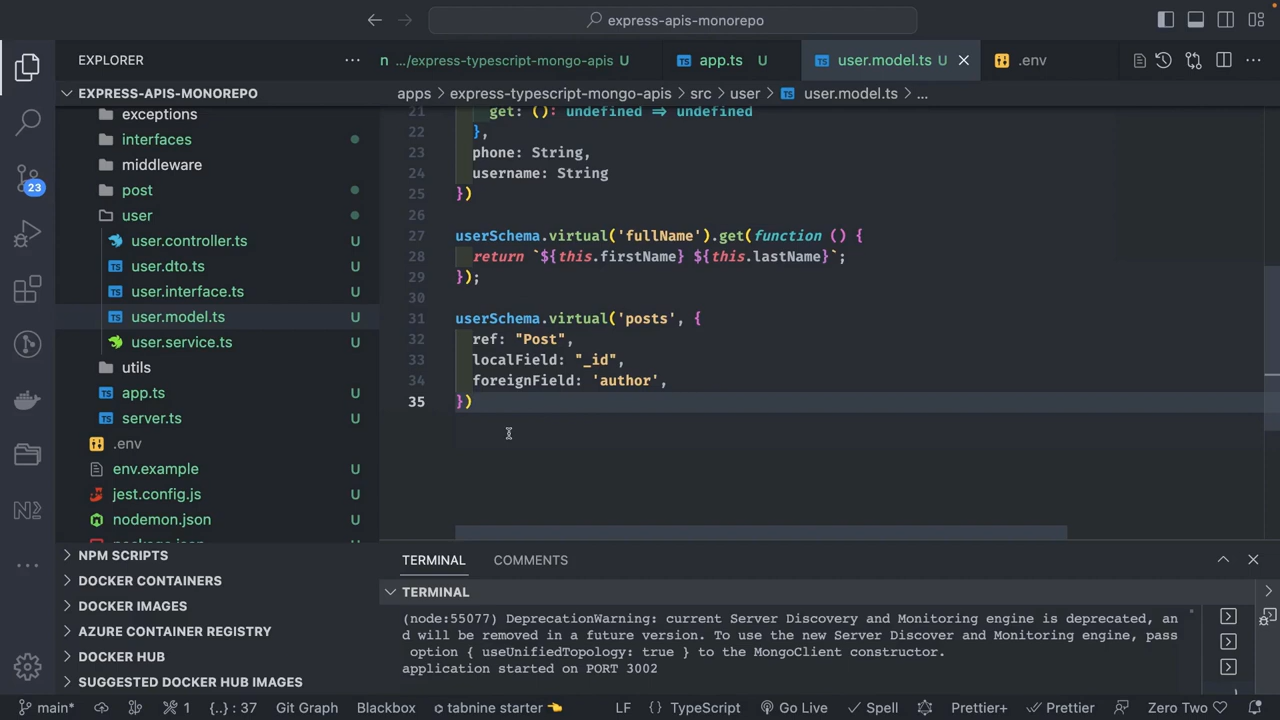 express-apis-monorepo
EXPLORER
.../express-typescript-mongo-apis U
app.ts U
user.model.ts U
.env
EXPRESS-APIS-MONOREPO
apps > express-typescript-mongo-apis > src > user > user.model.ts > ...
exceptions
interfaces
middleware
post
user
user.controller.ts U
user.dto.ts U
user.interface.ts U
user.model.ts U
user.service.ts U
utils
app.ts U
server.ts U
.env
env.example U
jest.config.js U
nodemon.json U
23
21 get: (): undefined ⇒ undefined
22 },
23 phone: String,
24 username: String
25 })
26
27 userSchema.virtual('fullName').get(function () {
28 return `${this.firstName} ${this.lastName}`;
29 });
30
31 userSchema.virtual('posts', {
32 ref: "Post",
33 localField: "_id",
34 foreignField: 'author',
35 })
NPM SCRIPTS
DOCKER CONTAINERS
DOCKER IMAGES
AZURE CONTAINER REGISTRY
DOCKER HUB
SUGGESTED DOCKER HUB IMAGES
TERMINAL COMMENTS
TERMINAL
(node:55077) DeprecationWarning: current Server Discovery and Monitoring engine is deprecated, an
d will be removed in a future version. To use the new Server Discover and Monitoring engine, pass
option { useUnifiedTopology: true } to the MongoClient constructor.
application started on PORT 3002
main* 1 {..} : 37 Git Graph Blackbox tabnine starter LF TypeScript Go Live Spell Prettier+ Prettier Zero Two